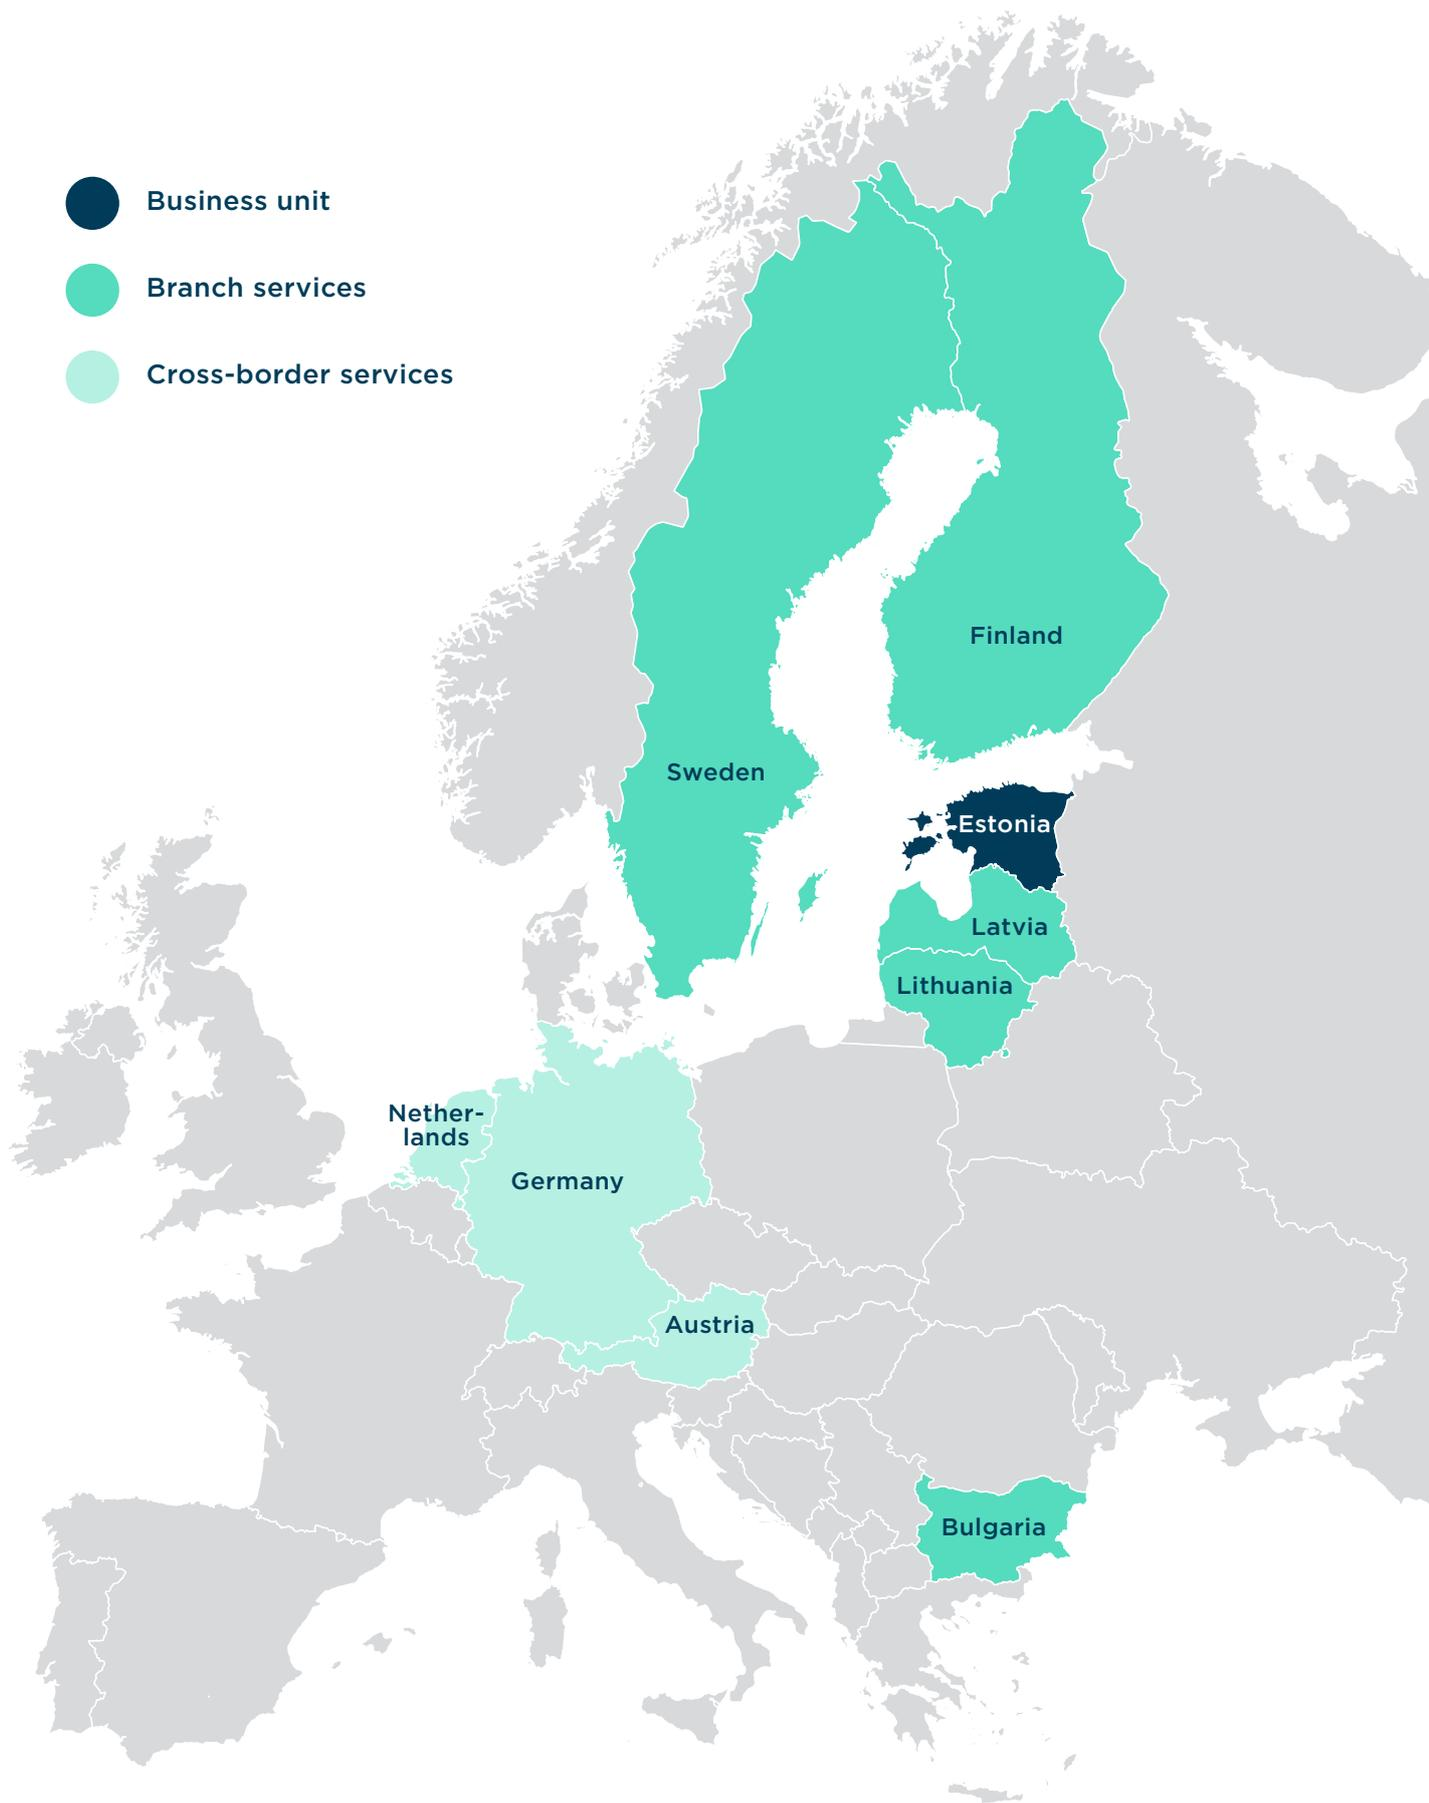 Business unit
Branch services
Cross-border services
Finland
Sweden
Estonia
Latvia
Lithuania
Nether-
lands
Germany
Austria
Bulgaria